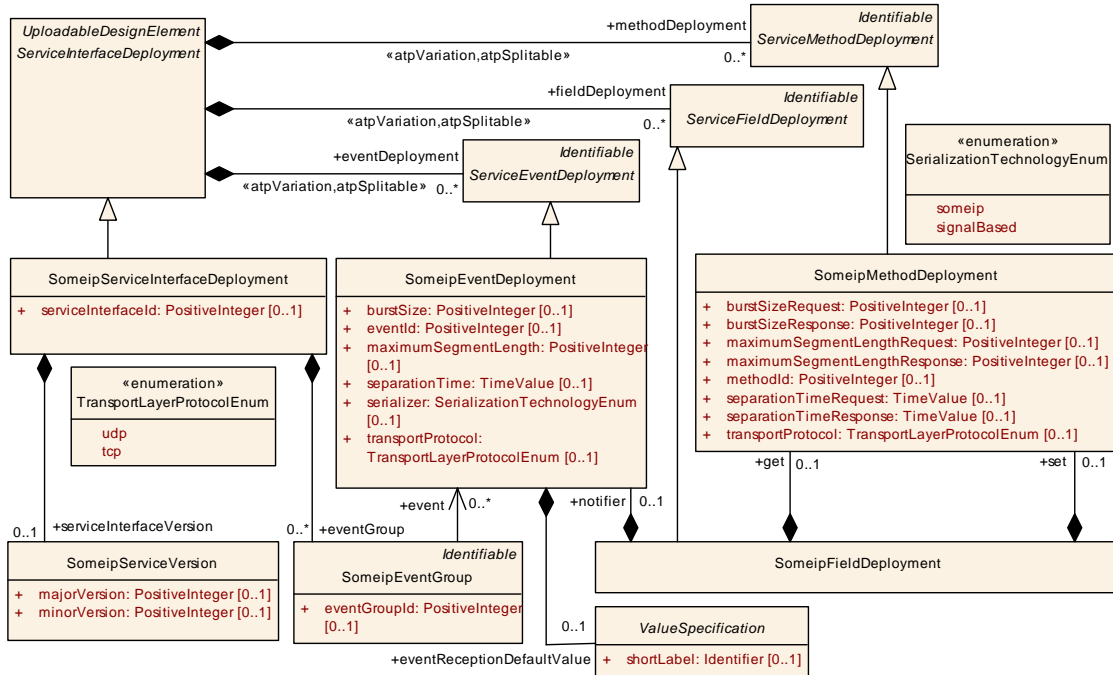 UploadableDesignElement
ServiceInterfaceDeployment
+methodDeployment
«atpVariation,atpSplitable»
0..*
Identifiable
ServiceMethodDeployment
+fieldDeployment
«atpVariation,atpSplitable»
0..*
Identifiable
ServiceFieldDeployment
+eventDeployment
«atpVariation,atpSplitable»
0..*
Identifiable
ServiceEventDeployment
«enumeration»
SerializationTechnologyEnum
someip
signalBased
SomeipServiceInterfaceDeployment
+ serviceInterfaceId: PositiveInteger [0..1]
SomeipEventDeployment
+ burstSize: PositiveInteger [0..1]
+ eventId: PositiveInteger [0..1]
+ maximumSegmentLength: PositiveInteger
[0..1]
+ separationTime: TimeValue [0..1]
+ serializer: SerializationTechnologyEnum
[0..1]
+ transportProtocol:
TransportLayerProtocolEnum [0..1]
SomeipMethodDeployment
+ burstSizeRequest: PositiveInteger [0..1]
+ burstSizeResponse: PositiveInteger [0..1]
+ maximumSegmentLengthRequest: PositiveInteger [0..1]
+ maximumSegmentLengthResponse: PositiveInteger [0..1]
+ methodId: PositiveInteger [0..1]
+ separationTimeRequest: TimeValue [0..1]
+ separationTimeResponse: TimeValue [0..1]
+ transportProtocol: TransportLayerProtocolEnum [0..1]
«enumeration»
TransportLayerProtocolEnum
udp
tcp
+get
0..1
+set
0..1
+event
0..*
+notifier
0..1
0..1
+serviceInterfaceVersion
0..*
+eventGroup
SomeipServiceVersion
+ majorVersion: PositiveInteger [0..1]
+ minorVersion: PositiveInteger [0..1]
Identifiable
SomeipEventGroup
+ eventGroupId: PositiveInteger
[0..1]
SomeipFieldDeployment
0..1
+eventReceptionDefaultValue
ValueSpecification
+ shortLabel: Identifier [0..1]